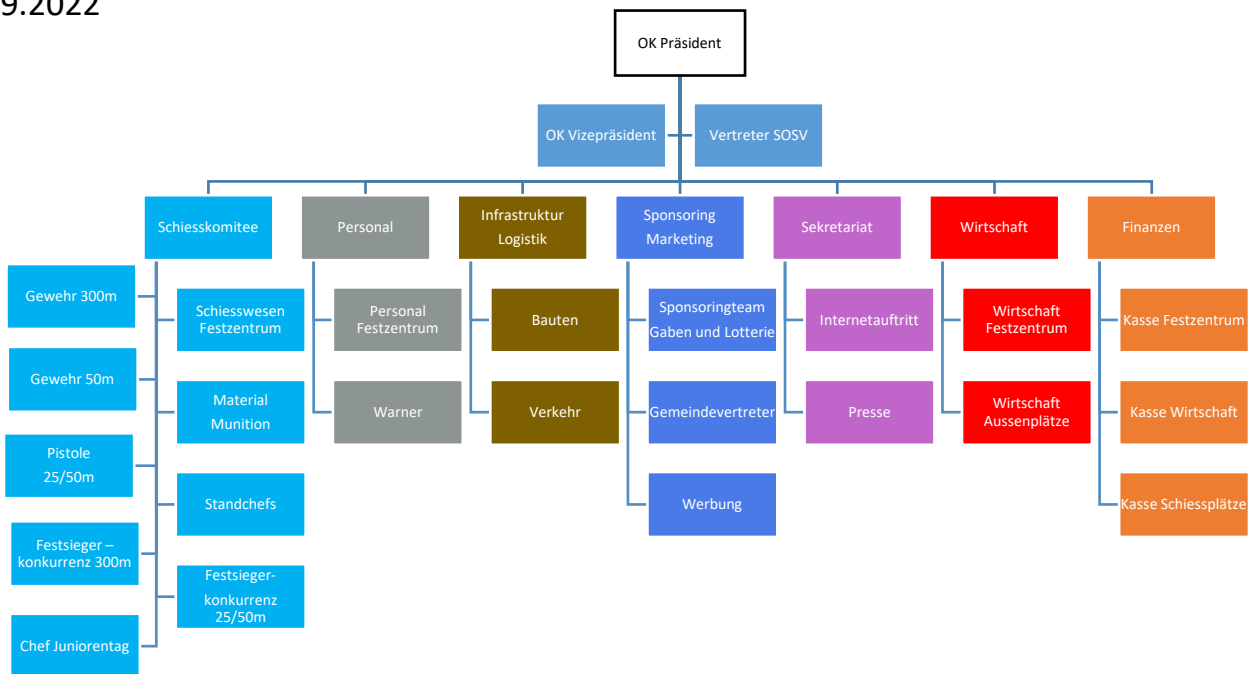 9.2022
OK Präsident
OK Vizepräsident
Vertreter SOSV
Schiesskomitee
Personal
Infrastruktur
Logistik
Sponsoring
Marketing
Sekretariat
Wirtschaft
Finanzen
Gewehr 300m
Schiesswesen
Festzentrum
Personal
Festzentrum
Bauten
Sponsoringteam
Gaben und Lotterie
Internetauftritt
Wirtschaft
Festzentrum
Kasse Festzentrum
Gewehr 50m
Material
Munition
Warner
Verkehr
Gemeindevertreter
Presse
Wirtschaft
Aussenplätze
Kasse Wirtschaft
Pistole
25/50m
Standchefs
Werbung
Kasse Schiessplätze
Festsieger –
konkurrenz 300m
Festsieger-
konkurrenz
25/50m
Chef Juniorentag